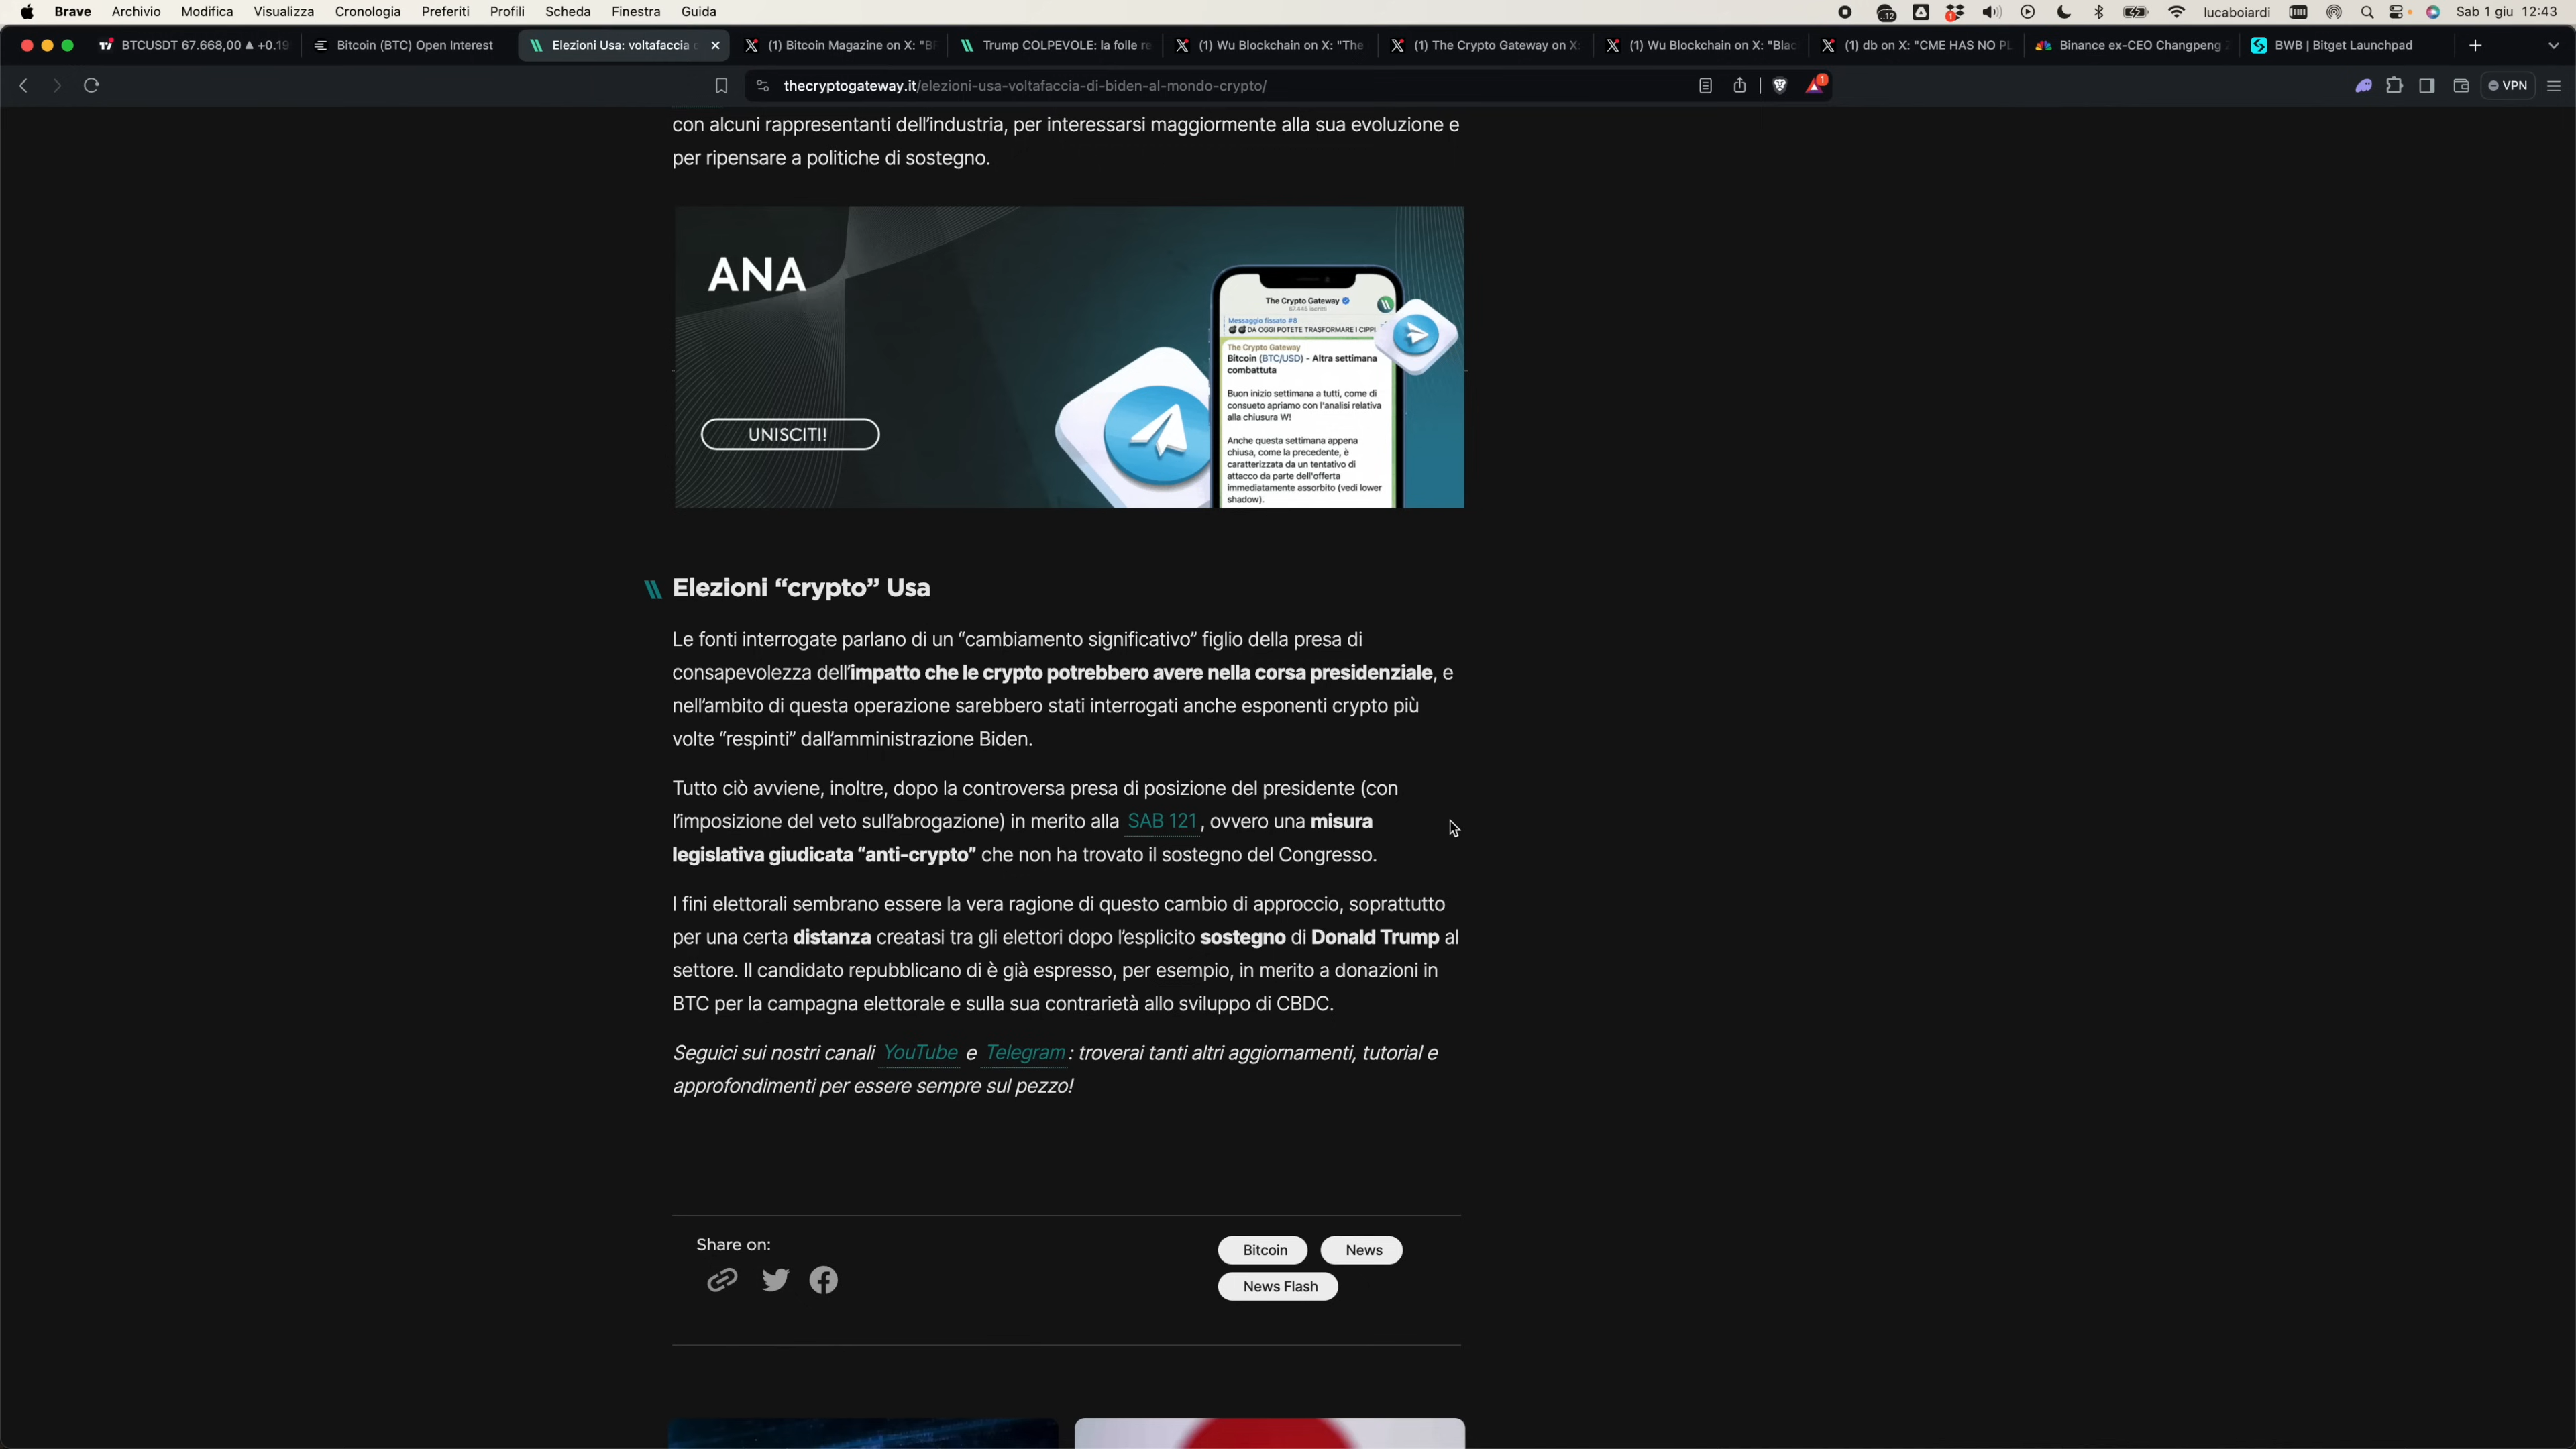 Brave Archivio Modifica Visualizza Cronologia Preferiti Profili Scheda Finestra Guida
lucaboiardi Sab 1 giu 12:43
BTCUSDT 67.668,00 ▲ +0.19
Bitcoin (BTC) Open Interest
Elezioni Usa: voltafaccia
(1) Bitcoin Magazine on X: "B
Trump COLPEVOLE: la folle re
(1) Wu Blockchain on X: "The
(1) The Crypto Gateway on X:
(1) Wu Blockchain on X: "Blac
(1) db on X: "CME HAS NO PL
Binance ex-CEO Changpeng
BWB | Bitget Launchpad
thecryptogateway.it/elezioni-usa-voltafaccia-di-biden-al-mondo-crypto/
1
VPN
con alcuni rappresentanti dell'industria, per interessarsi maggiormente alla sua evoluzione e
per ripensare a politiche di sostegno.
ANA
UNISCITI!
The Crypto Gateway
Messaggio fissato #8
DA OGGI POTETE TRASFORMARE I CIPPI
The Crypto Gateway
Bitcoin (BTC/USD) - Altra settimana
combattuta
Buon inizio settimana a tutti, come di
consueto apriamo con l'analisi relativa
alla chiusura W!
Anche questa settimana appena
chiusa, come la precedente, è
caratterizzata da un tentativo di
attacco da parte dell'offerta
immediatamente assorbito (vedi lower
shadow).
Elezioni “crypto” Usa
Le fonti interrogate parlano di un “cambiamento significativo” figlio della presa di
consapevolezza dell'impatto che le crypto potrebbero avere nella corsa presidenziale, e
nell'ambito di questa operazione sarebbero stati interrogati anche esponenti crypto più
volte “respinti” dall'amministrazione Biden.
Tutto ciò avviene, inoltre, dopo la controversa presa di posizione del presidente (con
l'imposizione del veto sull'abrogazione) in merito alla SAB 121, ovvero una misura
legislativa giudicata “anti-crypto” che non ha trovato il sostegno del Congresso.
I fini elettorali sembrano essere la vera ragione di questo cambio di approccio, soprattutto
per una certa distanza creatasi tra gli elettori dopo l'esplicito sostegno di Donald Trump al
settore. Il candidato repubblicano di è già espresso, per esempio, in merito a donazioni in
BTC per la campagna elettorale e sulla sua contrarietà allo sviluppo di CBDC.
Seguici sui nostri canali YouTube e Telegram: troverai tanti altri aggiornamenti, tutorial e
approfondimenti per essere sempre sul pezzo!
Share on:
Bitcoin
News
News Flash